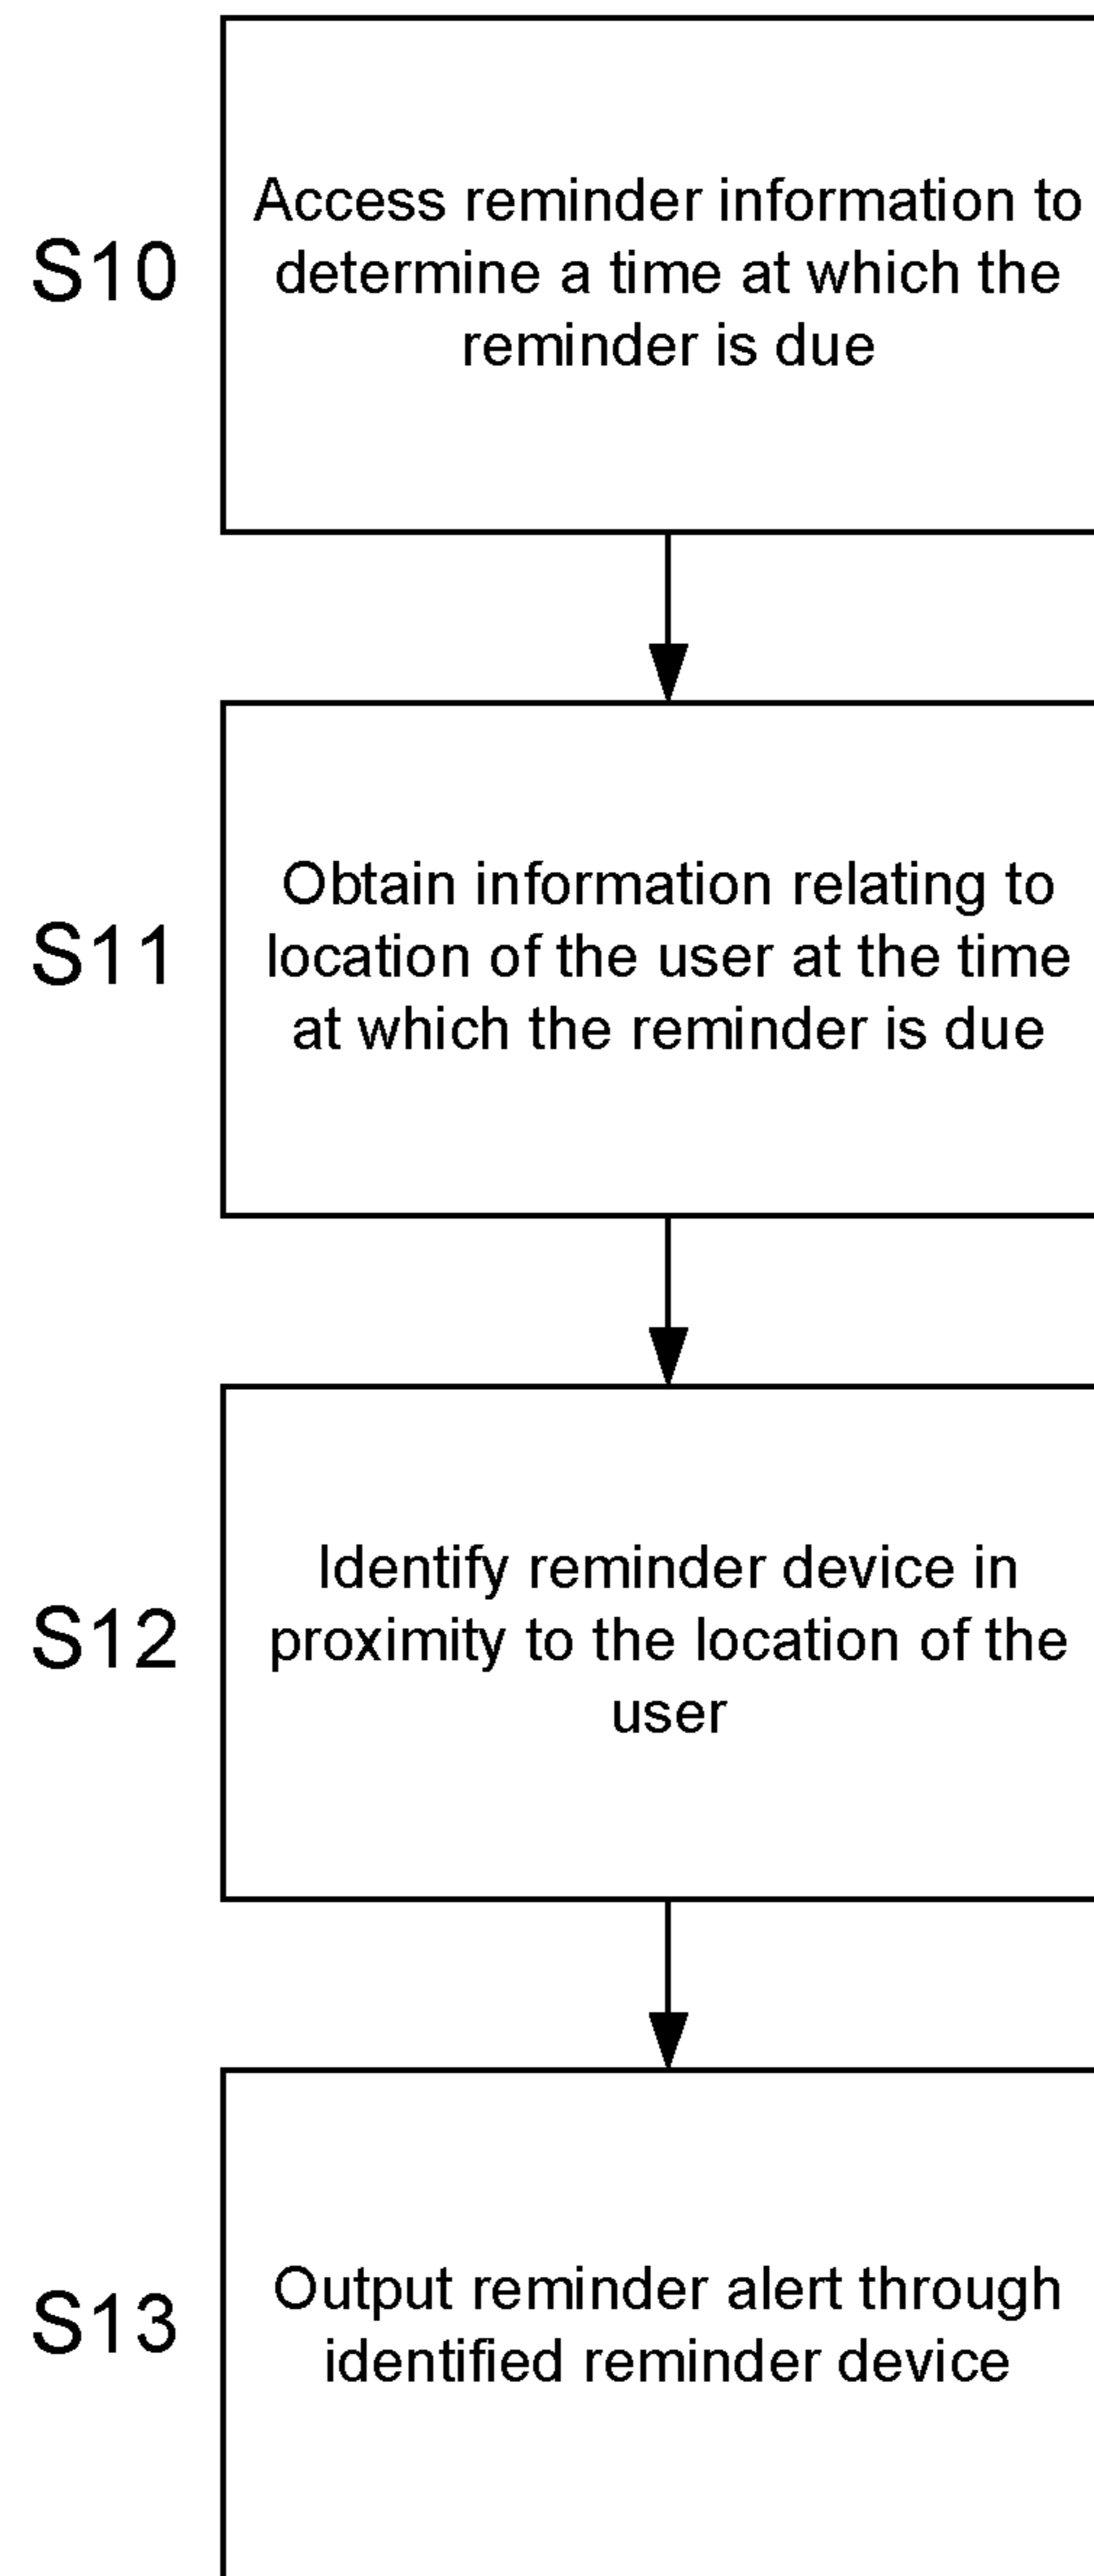 S10
Access reminder information to
determine a time at which the
reminder is due
S11
Obtain information relating to
location of the user at the time
at which the reminder is due
S12
Identify reminder device in
proximity to the location of the
user
S13
Output reminder alert through
identified reminder device